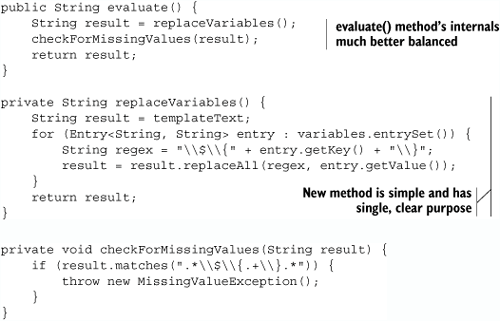 public String evaluate() {
    String result = replaceVariables();
    checkForMissingValues(result);
    return result;
}
evaluate() method's internals
much better balanced
private String replaceVariables() {
    String result = templateText;
    for (Entry<String, String> entry : variables.entrySet()) {
        String regex = "\\$\\{" + entry.getKey() + "\\}";
        result = result.replaceAll(regex, entry.getValue());
    }
    return result;
}
New method is simple and has
single, clear purpose
private void checkForMissingValues(String result) {
    if (result.matches(".*\\$\\{.+\\}.*")) {
        throw new MissingValueException();
    }
}